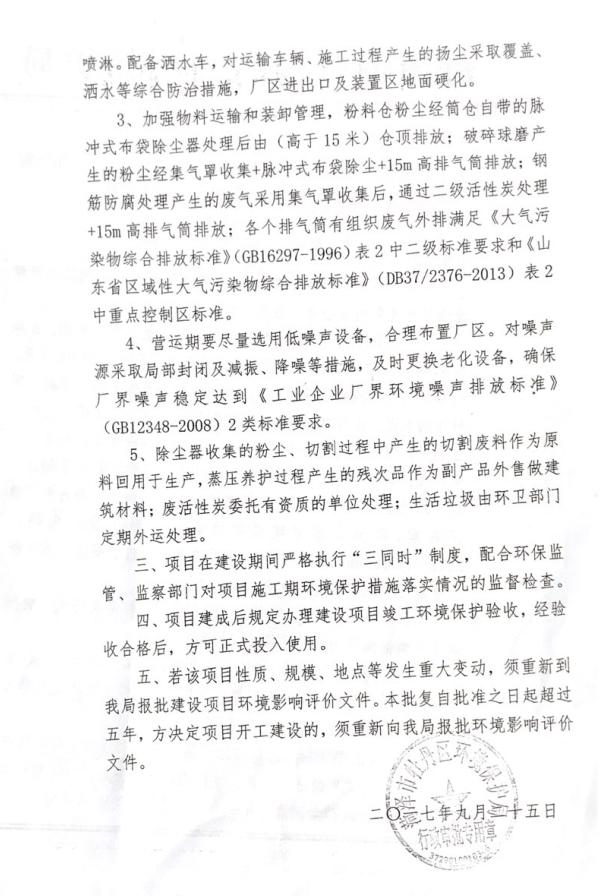 喷淋。配备洒水车，对运输车辆、施工过程产生的扬尘采取覆盖、
洒水等综合防治措施，厂区进出口及装置区地面硬化。
3、加强物料运输和装卸管理，粉料仓粉尘经筒仓自带的脉
冲式布袋除尘器处理后由（高于15米）仓顶排放；破碎球磨产
生的粉尘经集气罩收集+脉冲式布袋除尘+15m高排气筒排放；钢
筋防腐处理产生的废气采用集气罩收集后，通过二级活性炭处理
+15m高排气筒排放；各个排气筒有组织废气外排满足《大气污
染物综合排放标准》（GB16297-1996）表2中二级标准要求和《山
东省区域性大气污染物综合排放标准》（DB37/2376-2013）表2
中重点控制区标准。
4、营运期要尽量选用低噪声设备，合理布置厂区。对噪声
源采取局部封闭及减振、降噪等措施，及时更换老化设备，确保
厂界噪声稳定达到《工业企业厂界环境噪声排放标准》
（GB12348-2008）2类标准要求。
5、除尘器收集的粉尘、切割过程中产生的切割废料作为原
料回用于生产，蒸压养护过程产生的残次品作为副产品外售做建
筑材料；废活性炭委托有资质的单位处理；生活垃圾由环卫部门
定期外运处理。
三、项目在建设期间严格执行“三同时”制度，配合环保监
管、监察部门对项目施工期环境保护措施落实情况的监督检查。
四、项目建成后规定办理建设项目竣工环境保护验收，经验
收合格后，方可正式投入使用。
五、若该项目性质、规模、地点等发生重大变动，须重新到
我局报批建设项目环境影响评价文件。本批复自批准之日起超过
五年，方决定项目开工建设的，须重新向我局报批环境影响评价
文件。
菏泽市牡丹区环境保护局
二〇一七年九月二十五日
行政审批专用章